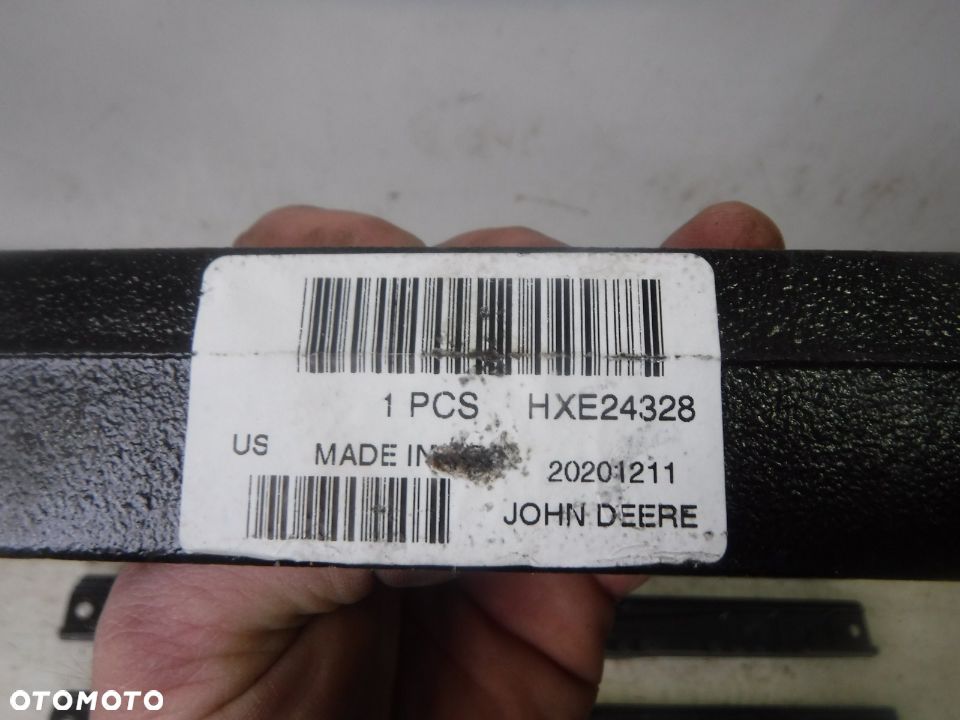 1 PCS HXE24328
US MADE IN 20201211
JOHN DEERE
OTOMOTO